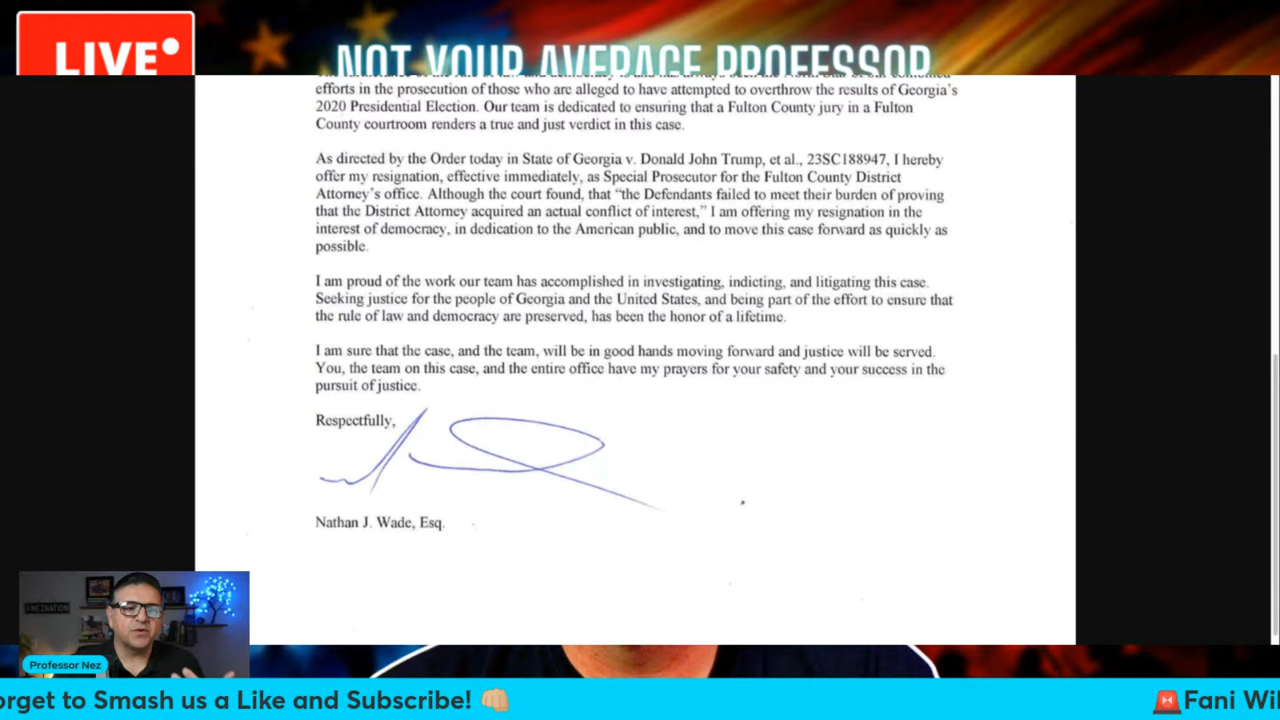 LIVE
NOT YOUR AVERAGE PROFESSOR
efforts in the prosecution of those who are alleged to have attempted to overthrow the results of Georgia's
2020 Presidential Election. Our team is dedicated to ensuring that a Fulton County jury in a Fulton
County courtroom renders a true and just verdict in this case.
As directed by the Order today in State of Georgia v. Donald John Trump, et al., 23SC188947, I hereby
offer my resignation, effective immediately, as Special Prosecutor for the Fulton County District
Attorney's office. Although the court found, that “the Defendants failed to meet their burden of proving
that the District Attorney acquired an actual conflict of interest,” I am offering my resignation in the
interest of democracy, in dedication to the American public, and to move this case forward as quickly as
possible.
I am proud of the work our team has accomplished in investigating, indicting, and litigating this case.
Seeking justice for the people of Georgia and the United States, and being part of the effort to ensure that
the rule of law and democracy are preserved, has been the honor of a lifetime.
I am sure that the case, and the team, will be in good hands moving forward and justice will be served.
You, the team on this case, and the entire office have my prayers for your safety and your success in the
pursuit of justice.
Respectfully,
Nathan J. Wade, Esq.
Professor Nez
orget to Smash us a Like and Subscribe! 👊🏼
🚨Fani Wil